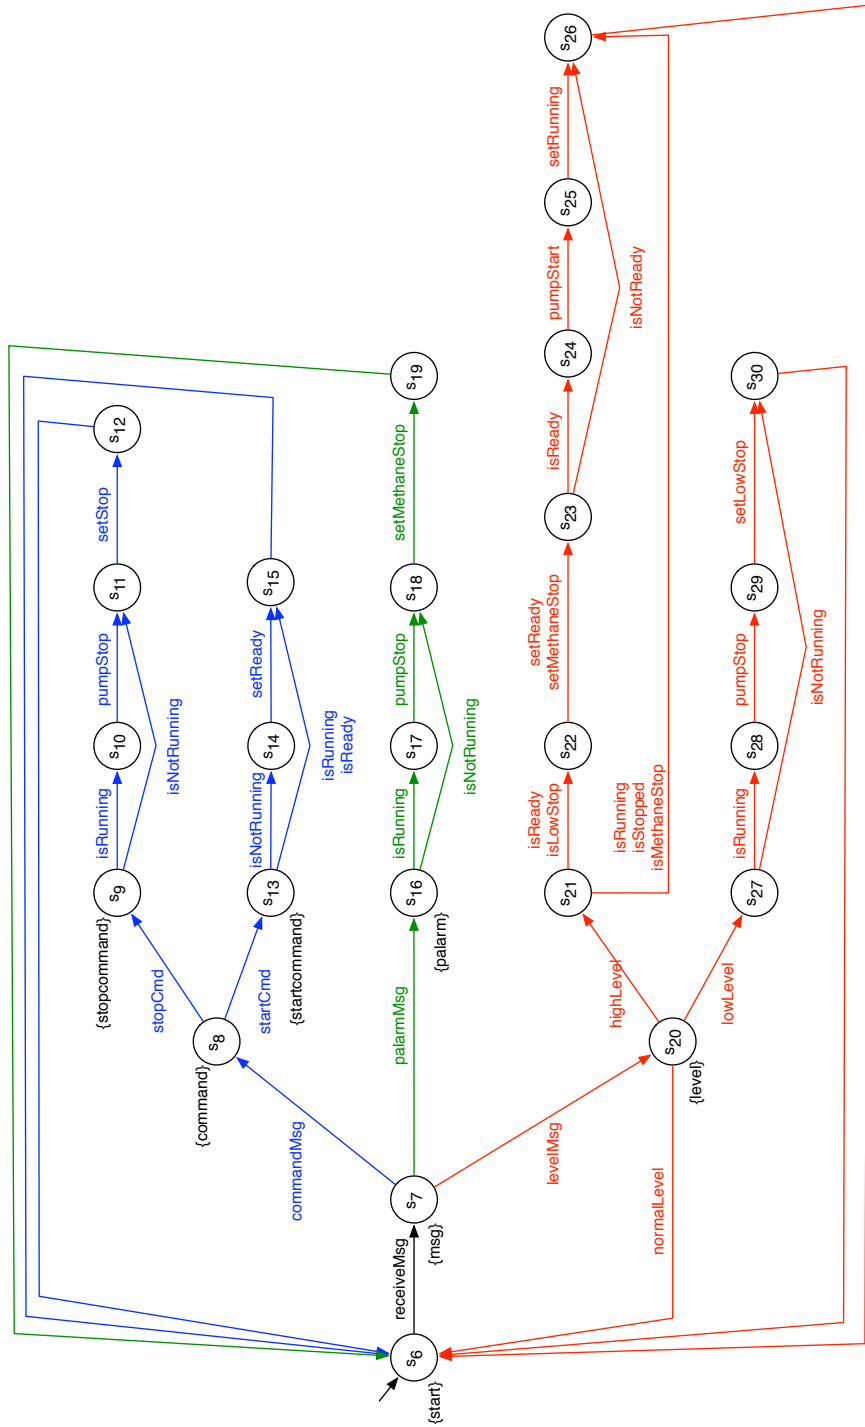 s12
setStop
s11
pumpStop
s10
isRunning
isNotRunning
s9
{stopcommand}
stopCmd
s15
setReady
s14
isNotRunning
isRunning
isReady
s13
{startcommand}
startCmd
s8
{command}
commandMsg
s19
setMethaneStop
s18
pumpStop
s17
isRunning
isNotRunning
s16
{palarm}
palarmMsg
s7
{msg}
receiveMsg
s6
{start}
s26
setRunning
s25
pumpStart
s24
isReady
isNotReady
s23
setReady
setMethaneStop
s22
isReady
isLowStop
isRunning
isStopped
isMethaneStop
s21
highLevel
levelMsg
s20
{level}
normalLevel
lowLevel
s30
setLowStop
s29
pumpStop
s28
isRunning
isNotRunning
s27